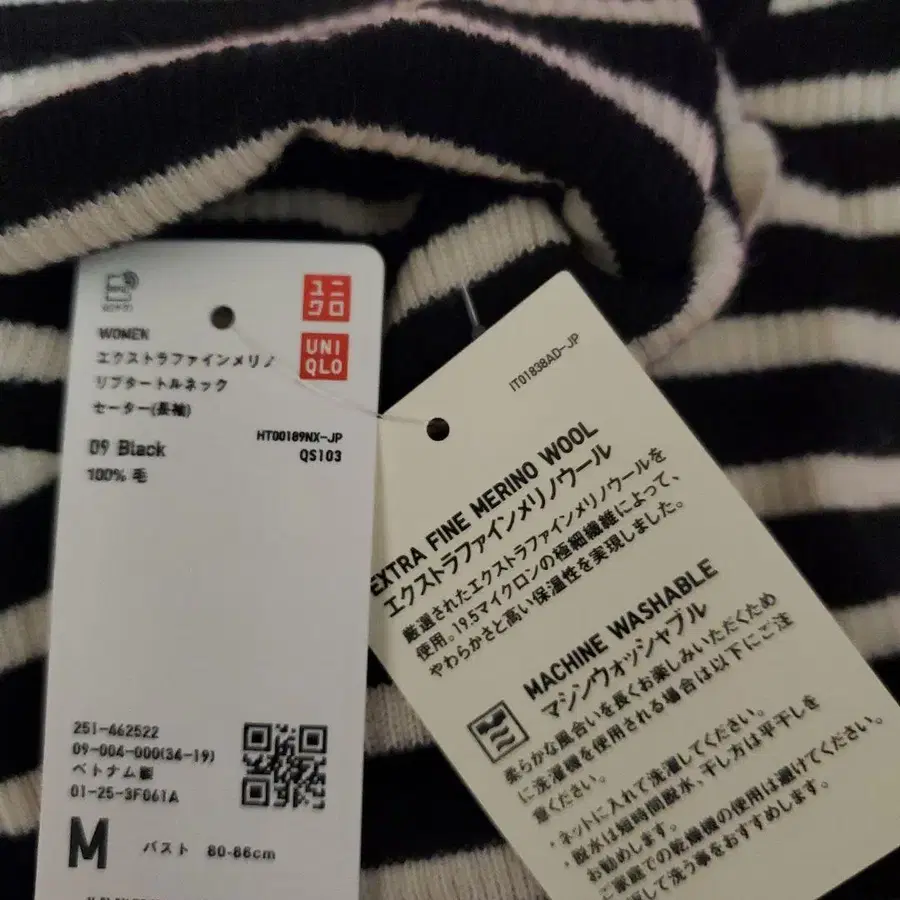 ユニ
クロ
UNI
QLO
WOMEN
エクストラファインメリノ
リブタートルネック
セーター(長袖)
HT00189NX-JP
09 Black
QS103
100% 毛
251-462522
09-004-000(34-19)
ベトナム製
01-25-3F061A
M バスト 80-86cm
IT01838AD-JP
EXTRA FINE MERINO WOOL
エクストラファインメリノウール
厳選されたエクストラファインメリノウールを
使用。19.5マイクロンの極細繊維によって、
やわらかさと高い保温性を実現しました。
MACHINE WASHABLE
マシンウォッシャブル
柔らかな風合いを長くお楽しみいただくため
に洗濯機を使用される場合は以下にご注
意ください。
・ネットに入れて洗濯してください。
・脱水は短時間脱水、干し方は平干しを
お勧めします。
ご家庭での乾燥機の使用は避けてください。
して洗う事をおすすめします。